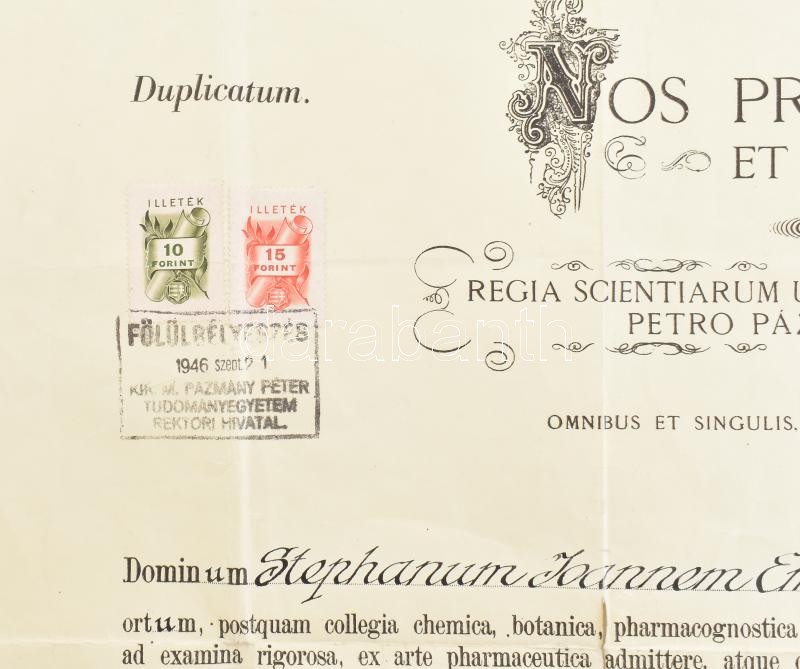 Duplicatum.
NOS PR
ET
ILLETÉK
10
FORINT
ILLETÉK
15
FORINT
REGIA SCIENTIARUM U
PETRO PÁZ
FÖLÜLBÉLYEGZÉS
1946 Szept. 21
KIR. M. PÁZMÁNY PÉTER
TUDOMÁNYEGYETEM
REKTORI HIVATAL.
OMNIBUS ET SINGULIS.
Dominum Stephanum Joannem Em
ortum, postquam collegia chemica, botanica, pharmacognostica
ad examina rigorosa, ex arte pharmaceutica admittere, atque
darabanth